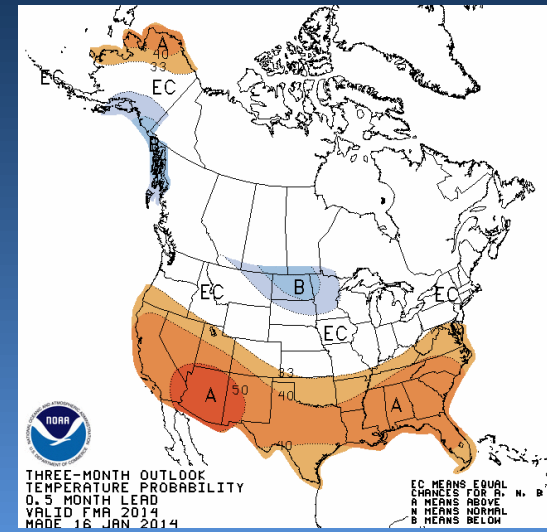 A
40
33
EC
EC
B
B
EC
EC
EC
33
A
50
40
A
40
NOAA
THREE-MONTH OUTLOOK
TEMPERATURE PROBABILITY
0.5 MONTH LEAD
VALID FMA 2014
MADE 16 JAN 2014
EC MEANS EQUAL
CHANCES FOR A, N, B
A MEANS ABOVE
N MEANS NORMAL
B MEANS BELOW